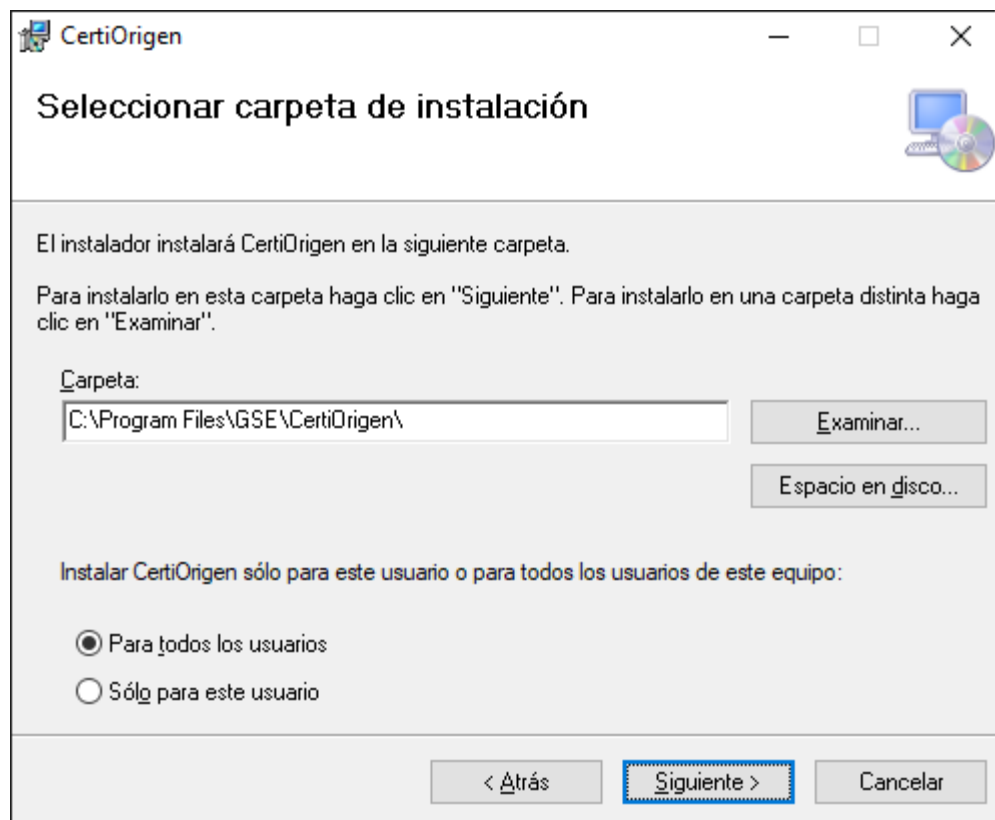 CertiOrigen
Seleccionar carpeta de instalación
El instalador instalará CertiOrigen en la siguiente carpeta.
Para instalarlo en esta carpeta haga clic en "Siguiente". Para instalarlo en una carpeta distinta haga
clic en "Examinar".
Carpeta:
C:\Program Files\GSE\CertiOrigen\
Examinar...
Espacio en disco...
Instalar CertiOrigen sólo para este usuario o para todos los usuarios de este equipo:
Para todos los usuarios
Sólo para este usuario
< Atrás
Siguiente >
Cancelar